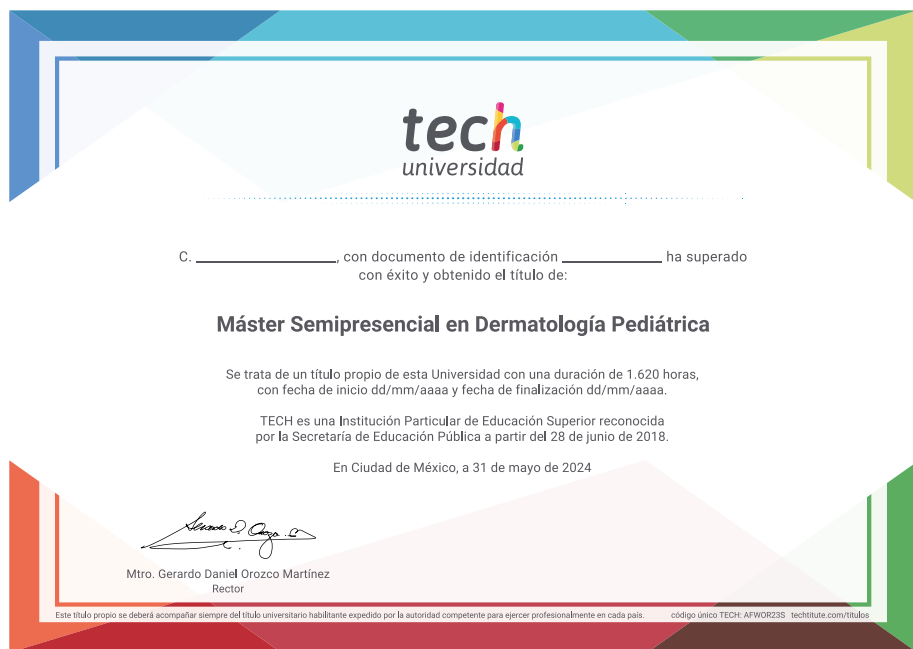 tech
universidad
C. ____________________, con documento de identificación ______________ ha superado
con éxito y obtenido el título de:
Máster Semipresencial en Dermatología Pediátrica
Se trata de un título propio de esta Universidad con una duración de 1.620 horas,
con fecha de inicio dd/mm/aaaa y fecha de finalización dd/mm/aaaa.
TECH es una Institución Particular de Educación Superior reconocida
por la Secretaría de Educación Pública a partir del 28 de junio de 2018.
En Ciudad de México, a 31 de mayo de 2024
Mtro. Gerardo Daniel Orozco Martínez
Rector
Este título propio se deberá acompañar siempre del título universitario habilitante expedido por la autoridad competente para ejercer profesionalmente en cada país. código único TECH: AFWOR23S techtitute.com/titulos